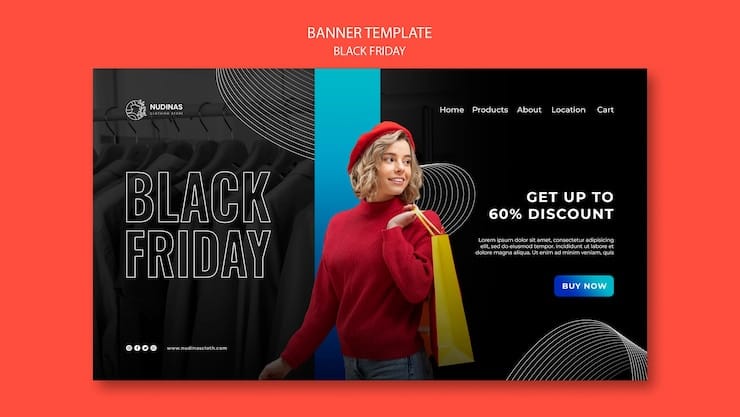 BANNER TEMPLATE
BLACK FRIDAY
NUDINAS
CLOTHING STORE
Home Products About Location Cart
BLACK
FRIDAY
GET UP TO
60% DISCOUNT
Lorem ipsum dolor sit amet, consectetur adipiscing
elit, sed do eiusmod tempor incididunt ut labore et
dolore magna aliqua. Ut enim ad minim veniam, quis
BUY NOW
www.nudinascloth.com